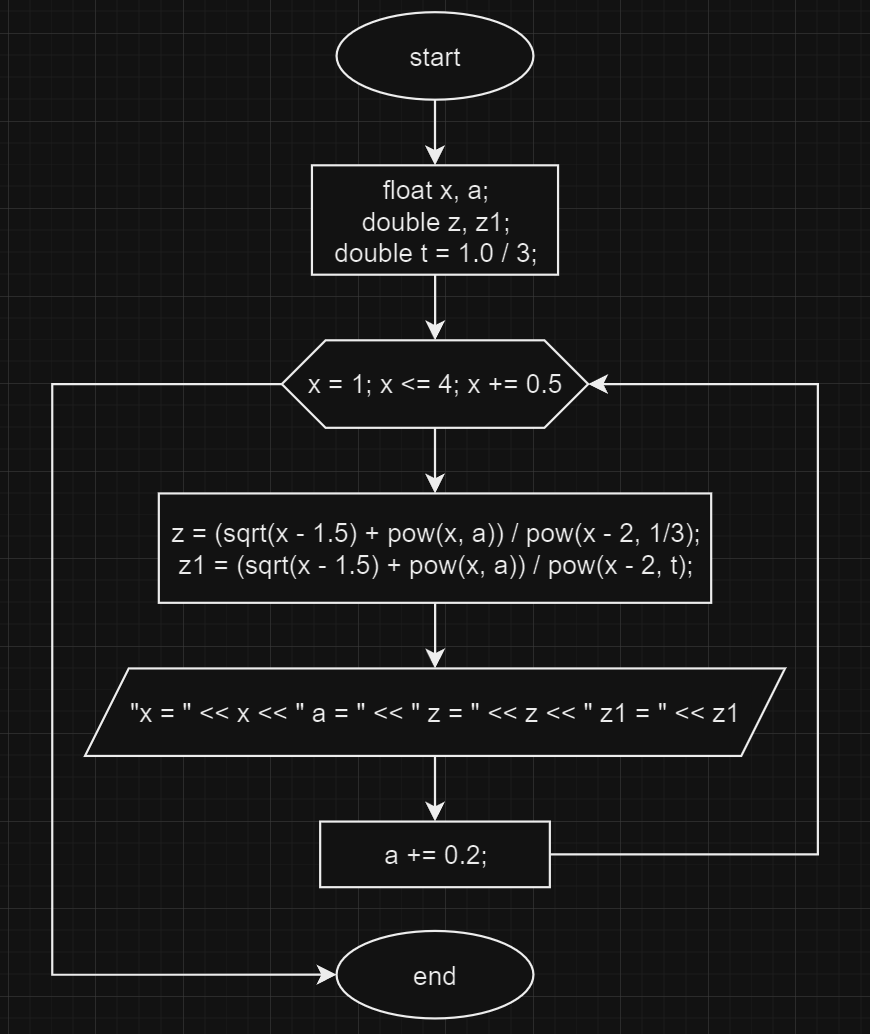 start
float x, a;
double z, z1;
double t = 1.0 / 3;
x = 1; x <= 4; x += 0.5
z = (sqrt(x - 1.5) + pow(x, a)) / pow(x - 2, 1/3);
z1 = (sqrt(x - 1.5) + pow(x, a)) / pow(x - 2, t);
"x = " << x << " a = " << " z = " << z << " z1 = " << z1
a += 0.2;
end